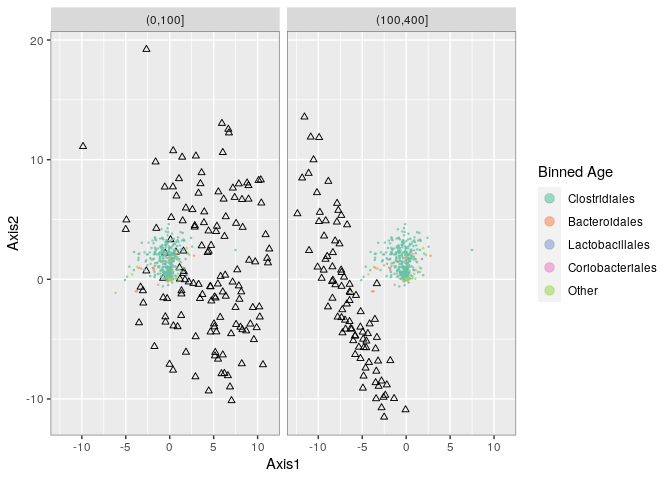 (0,100]
(100,400]
20
10
0
-10
Axis2
-10
-5
0
5
10
-10
-5
0
5
10
Axis1
Binned Age
Clostridiales
Bacteroidales
Lactobacillales
Coriobacteriales
Other